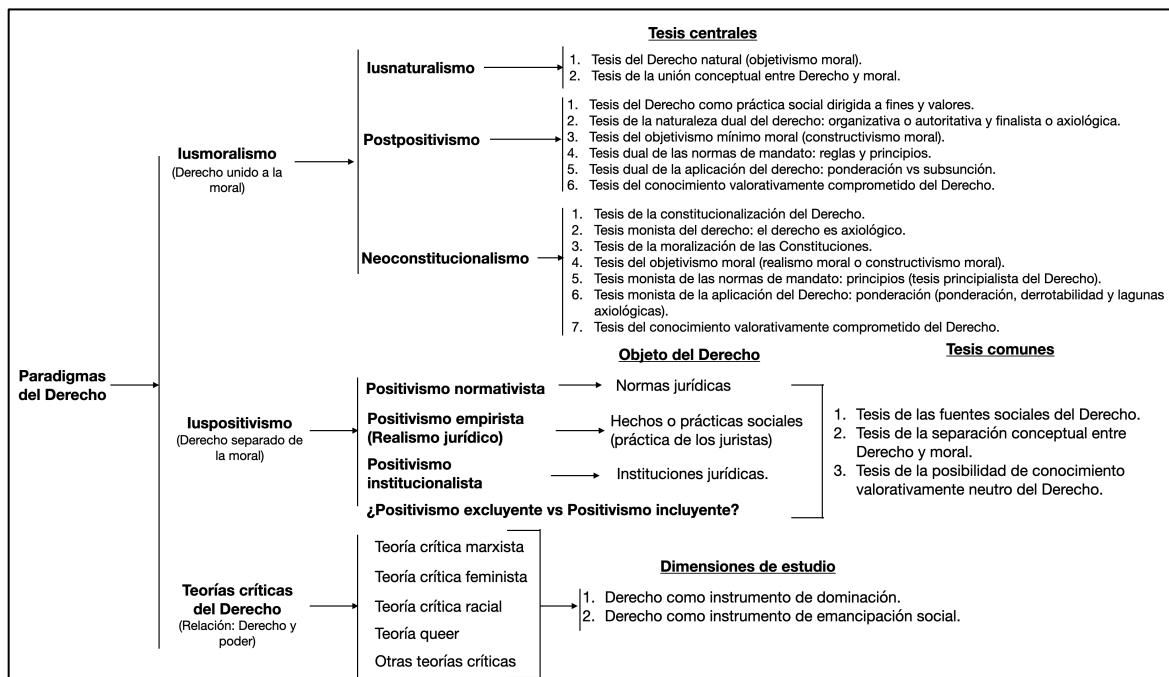 Paradigmas
del Derecho
Iusmoralismo
(Derecho unido a la
moral)
Tesis centrales
Iusnaturalismo
1. Tesis del Derecho natural (objetivismo moral).
2. Tesis de la unión conceptual entre Derecho y moral.
Postpositivismo
1. Tesis del Derecho como práctica social dirigida a fines y valores.
2. Tesis de la naturaleza dual del derecho: organizativa o autoritativa y finalista o axiológica.
3. Tesis del objetivismo mínimo moral (constructivismo moral).
4. Tesis dual de las normas de mandato: reglas y principios.
5. Tesis dual de la aplicación del derecho: ponderación vs subsunción.
6. Tesis del conocimiento valorativamente comprometido del Derecho.
Neoconstitucionalismo
1. Tesis de la constitucionalización del Derecho.
2. Tesis monista del derecho: el derecho es axiológico.
3. Tesis de la moralización de las Constituciones.
4. Tesis del objetivismo moral (realismo moral o constructivismo moral).
5. Tesis monista de las normas de mandato: principios (tesis principialista del Derecho).
6. Tesis monista de la aplicación del Derecho: ponderación (ponderación, derrotabilidad y lagunas
axiológicas).
7. Tesis del conocimiento valorativamente comprometido del Derecho.
Iuspositivismo
(Derecho separado de
la moral)
Objeto del Derecho
Positivismo normativista
Normas jurídicas
Positivismo empirista
(Realismo jurídico)
Hechos o prácticas sociales
(práctica de los juristas)
Positivismo
institucionalista
Instituciones jurídicas.
¿Positivismo excluyente vs Positivismo incluyente?
Tesis comunes
1. Tesis de las fuentes sociales del Derecho.
2. Tesis de la separación conceptual entre
Derecho y moral.
3. Tesis de la posibilidad de conocimiento
valorativamente neutro del Derecho.
Teorías críticas
del Derecho
(Relación: Derecho y
poder)
Teoría crítica marxista
Teoría crítica feminista
Teoría crítica racial
Teoría queer
Otras teorías críticas
Dimensiones de estudio
1. Derecho como instrumento de dominación.
2. Derecho como instrumento de emancipación social.